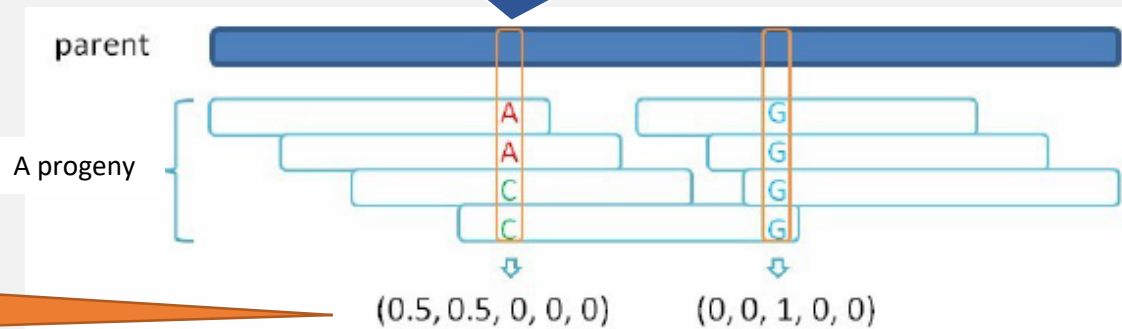 parent
A progeny
A G
A G
C G
C G
(0.5, 0.5, 0, 0, 0) (0, 0, 1, 0, 0)